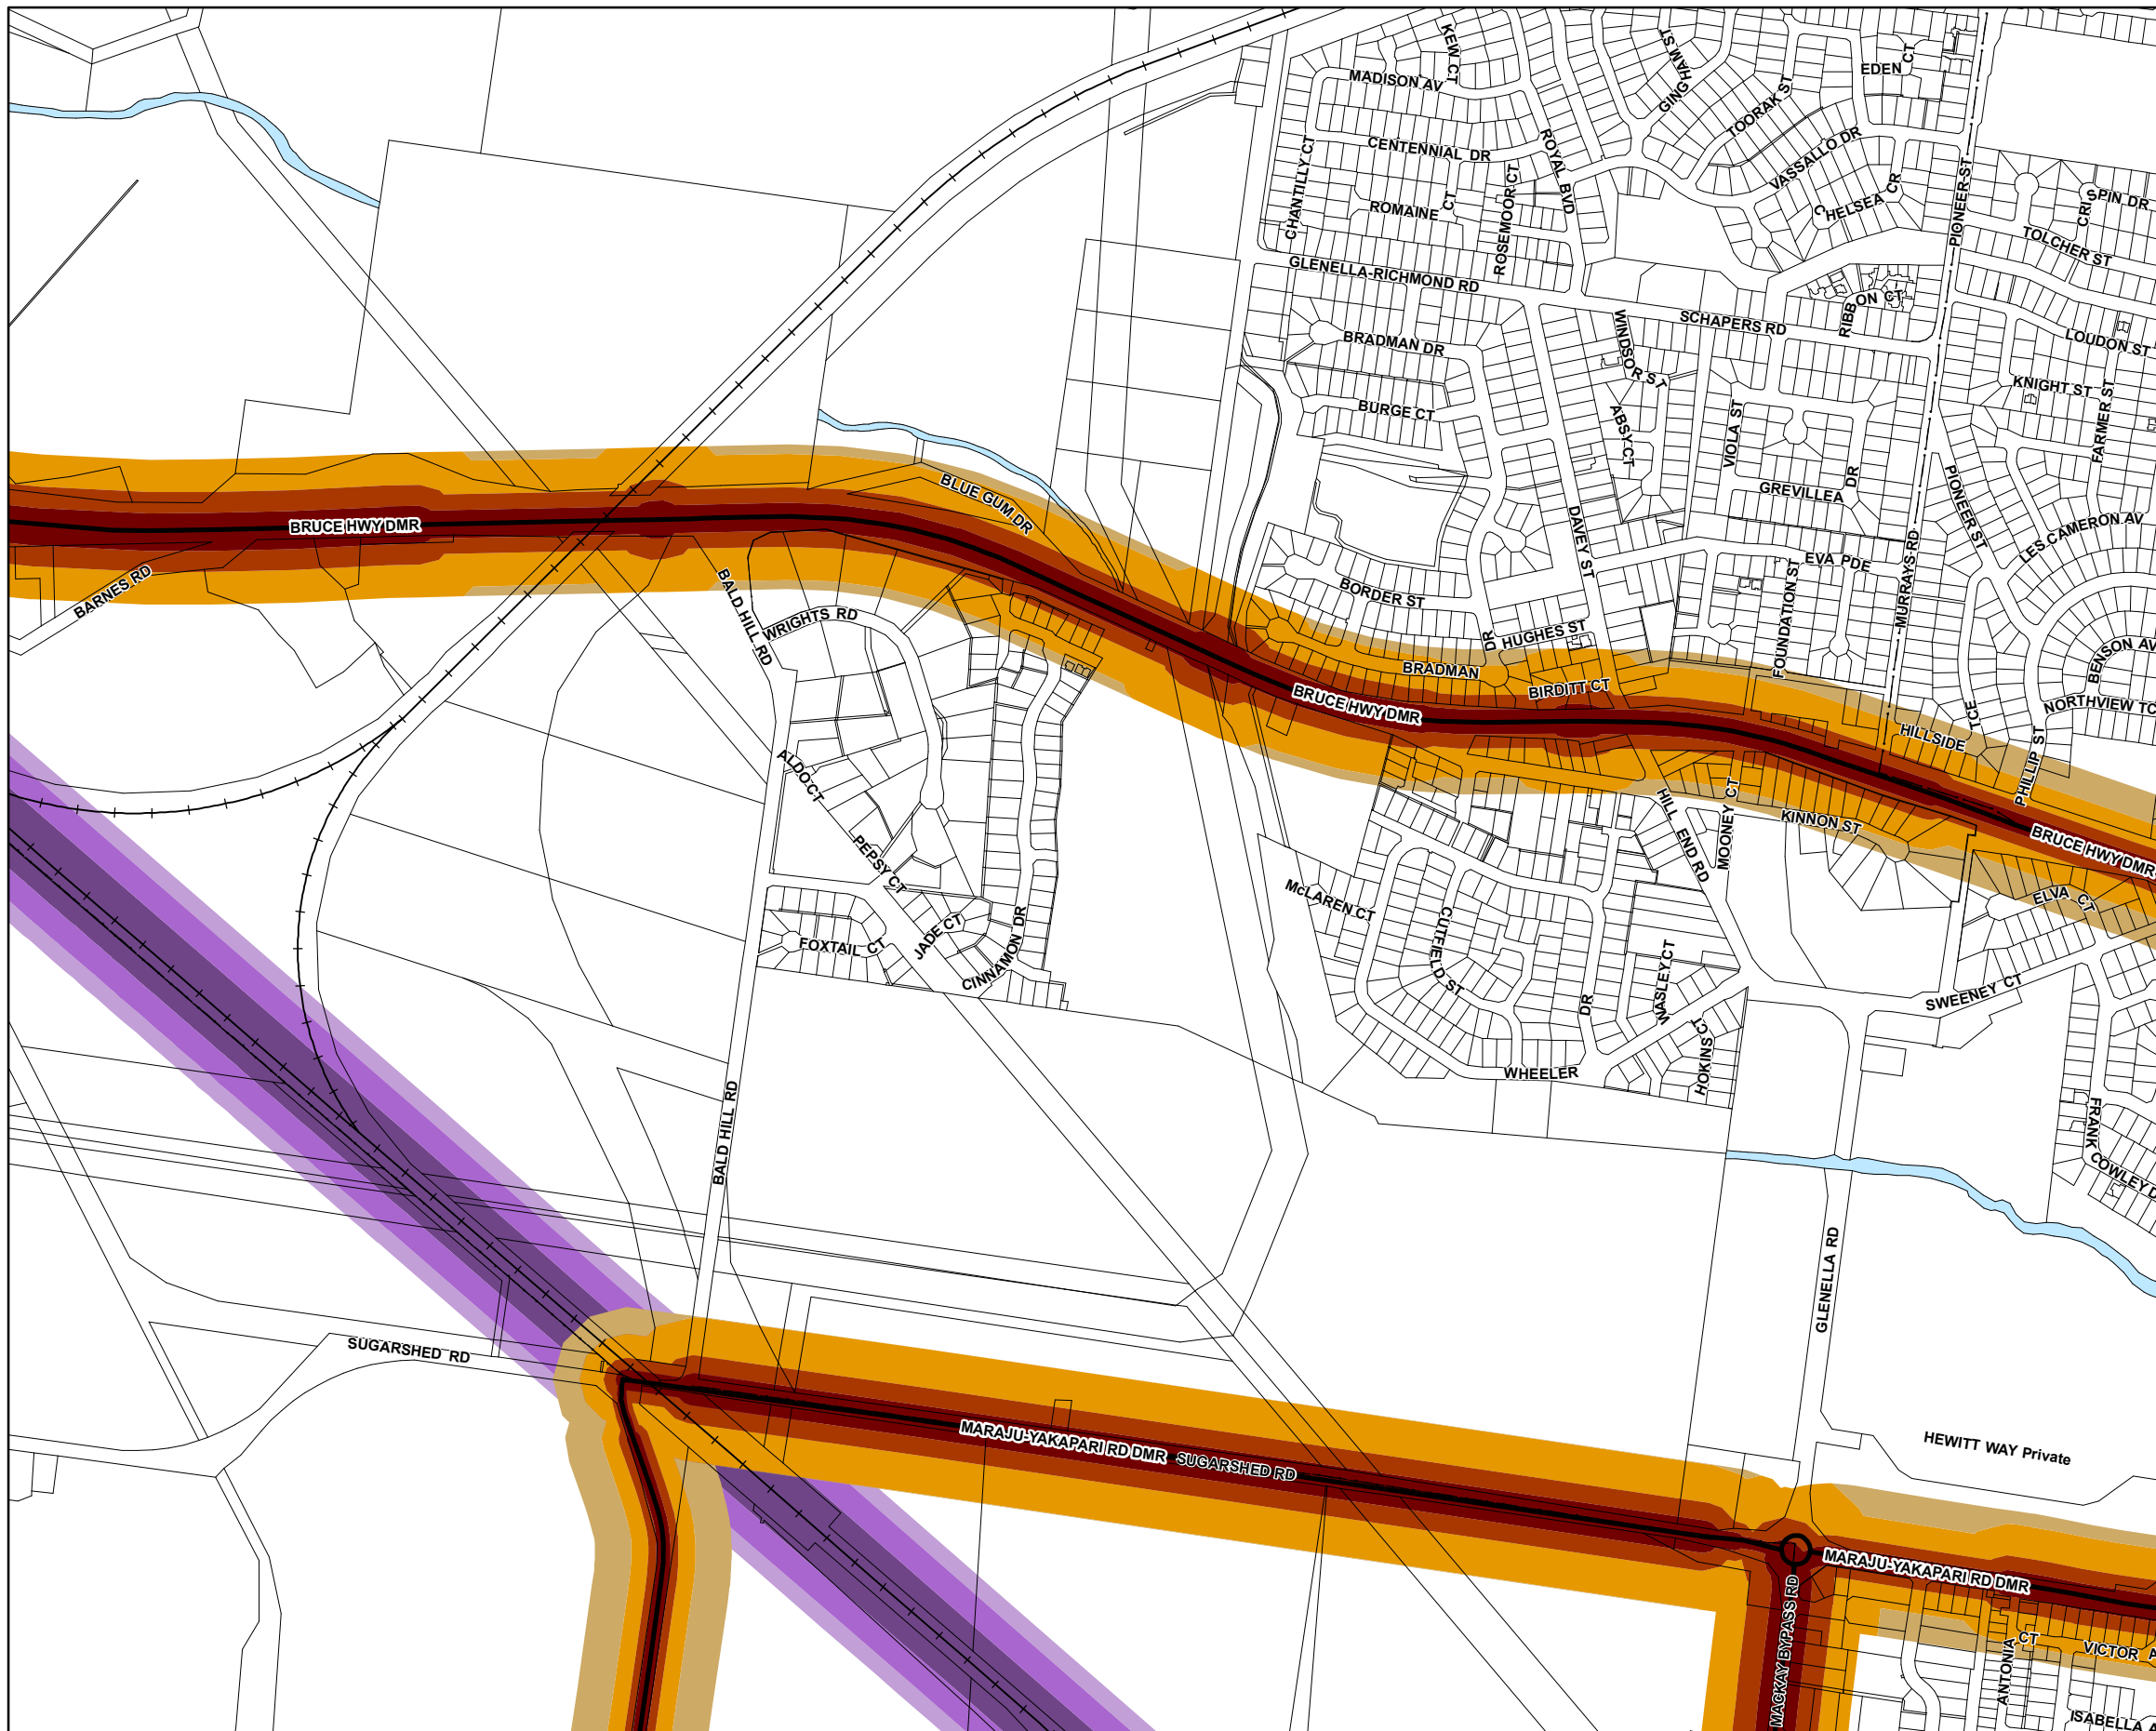 KEW CT
GINGHAM ST
EDEN CT
MADISON AV
TOORAK ST
CENTENNIAL DR
ROYAL BVD
VASSALLO DR
CHANTILLY CT
ROSEMOOR CT
ROMAINE CT
CHELSEA CR
PIONEER ST
SPIN DR
CRI
TOLCHER ST
GLENELLA-RICHMOND RD
RIBBON CT
SCHAPERS RD
WINDSOR ST
BRADMAN DR
LOUDON ST
KNIGHT ST
FARMER ST
BURGE CT
ABSY CT
VIOLA ST
GREVILLEA DR
PIONEER ST
BLUE GUM DR
BRUCE HWY DMR
DAVEY ST
LES CAMERON AV
EVA PDE
MURRAYS RD
BARNES RD
BALD HILL RD
WRIGHTS RD
BORDER ST
FOUNDATION ST
HUGHES ST
BENSON AV
BRADMAN DR
BIRDITT CT
BRUCE HWY DMR
NORTHVIEW TC
HILLSIDE TCE
PHILLIP ST
ALDO CT
HILL END RD
MOONEY CT
KINNON ST
BRUCE HWY DMR
PEPSY CT
McLAREN CT
ELVA CT
FOXTAIL CT
JADE CT
CINNAMON DR
CUTFIELD ST
WASLEY CT
SWEENEY CT
HOKINS CT
WHEELER DR
BALD HILL RD
FRANK COWLEY D
GLENELLA RD
SUGARSHED RD
MARAJU-YAKAPARI RD DMR - SUGARSHED RD
HEWITT WAY Private
MARAJU-YAKAPARI RD DMR
MACKAY BYPASS RD
ANTONIA CT
VICTOR A
ISABELLA